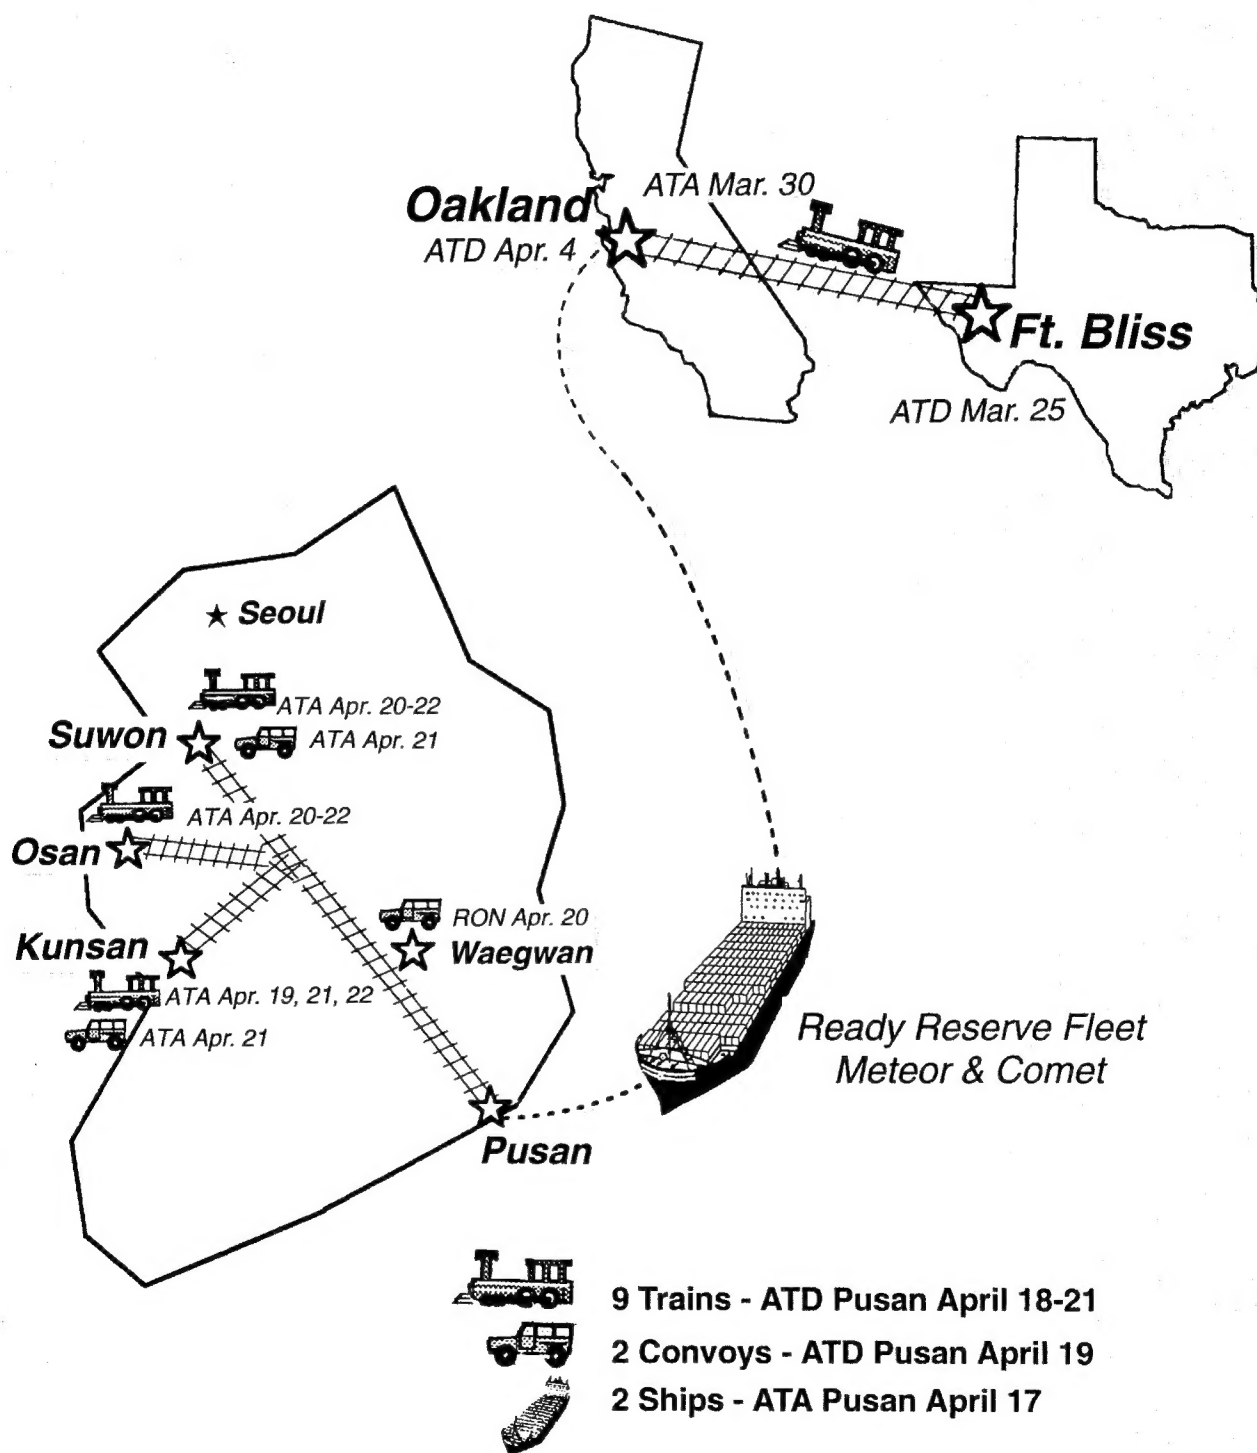 ATA Mar. 30
Oakland
ATD Apr. 4
Ft. Bliss
ATD Mar. 25
Seoul
ATA Apr. 20-22
Suwon
ATA Apr. 21
ATA Apr. 20-22
Osan
RON Apr. 20
Kunsan
Waegwan
ATA Apr. 19, 21, 22
ATA Apr. 21
Ready Reserve Fleet
Meteor & Comet
Pusan
9 Trains - ATD Pusan April 18-21
2 Convoys - ATD Pusan April 19
2 Ships - ATA Pusan April 17